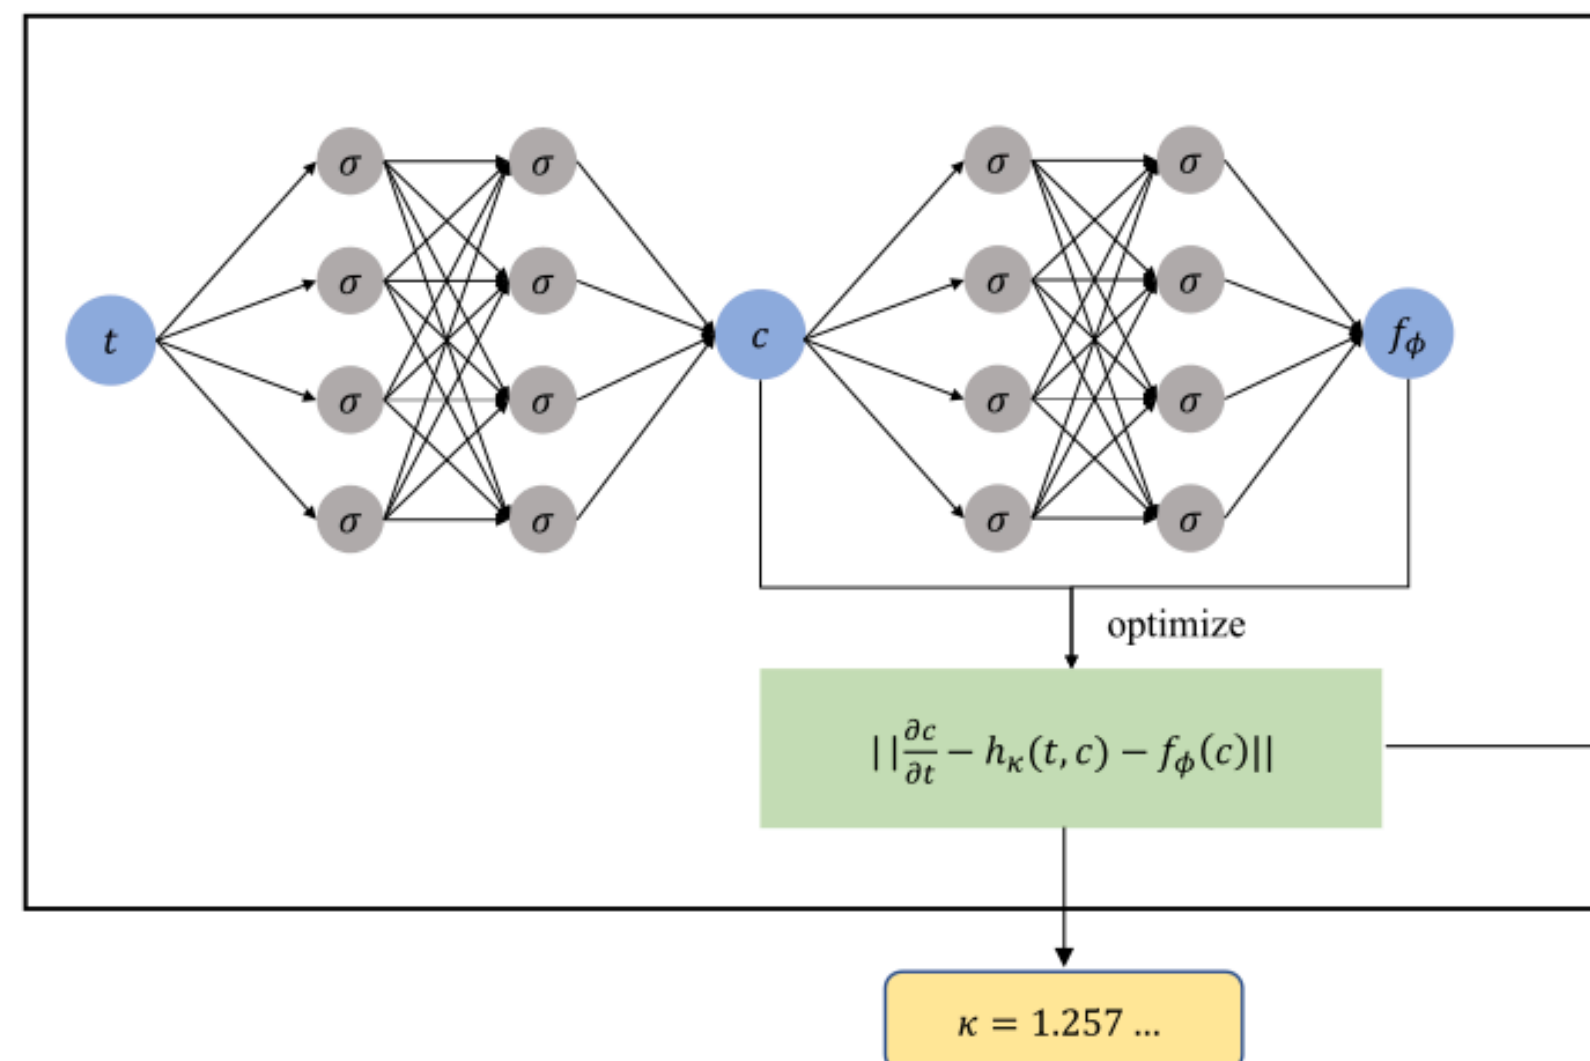 σ σ σ σ
σ σ σ σ
t c f_ϕ
σ σ σ σ
σ σ σ σ
optimize
||∂c/∂t − h_κ(t, c) − f_ϕ(c)||
κ = 1.257 ...